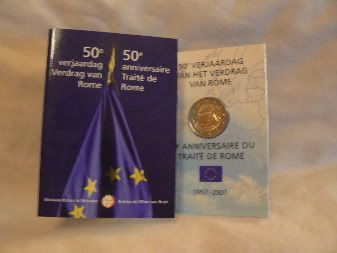 50e
verjaardag
Verdrag van
Rome
50e
anniversaire
Traité de
Rome
50e VERJAARDAG
VAN HET VERDRAG
VAN ROME
ANNIVERSAIRE DU
TRAITÉ DE ROME
1957-2007